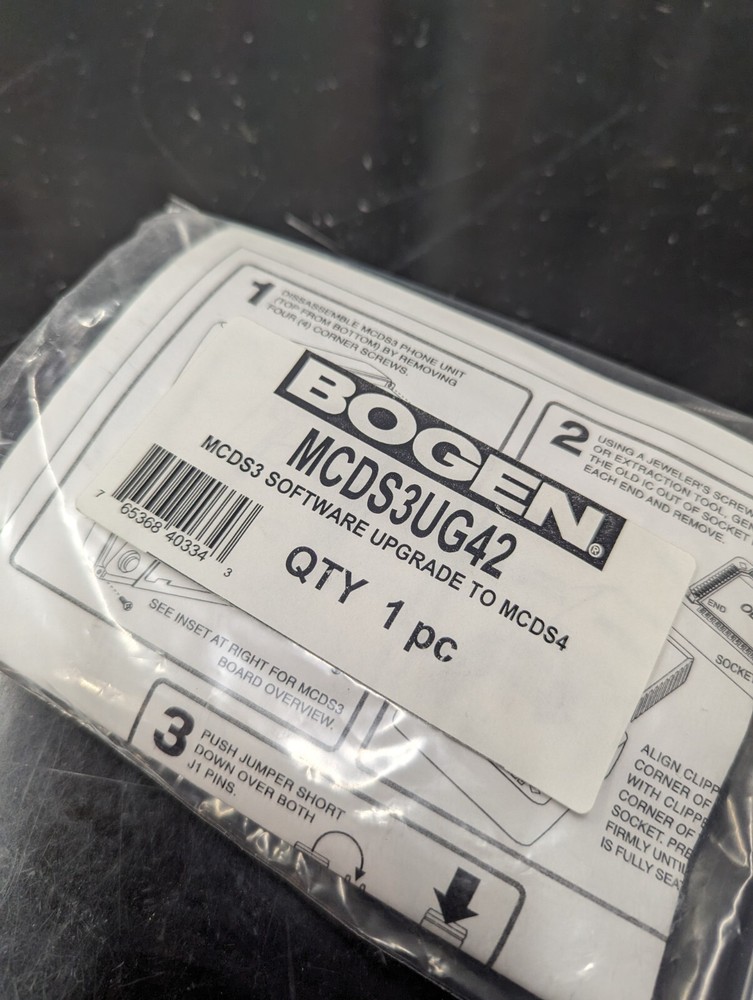 1 DISASSEMBLE MCDS3 PHONE UNIT
(TOP FROM BOTTOM) BY REMOVING
FOUR (4) CORNER SCREWS.
BOGEN®
MCDS3UG42
MCDS3 SOFTWARE UPGRADE TO MCDS4
QTY 1 pc
7 65368 40334 3
2 USING A JEWELER'S SCREW
OR EXTRACTION TOOL, GE
THE OLD IC OUT OF SOCKET
EACH END AND REMOVE.
END
SOCKET
SEE INSET AT RIGHT FOR MCDS3
BOARD OVERVIEW.
3 PUSH JUMPER SHORT
DOWN OVER BOTH
J1 PINS.
ALIGN CLIPP
CORNER OF
WITH CLIPPE
CORNER OF
SOCKET. PRE
FIRMLY UNTIL
IS FULLY SEA